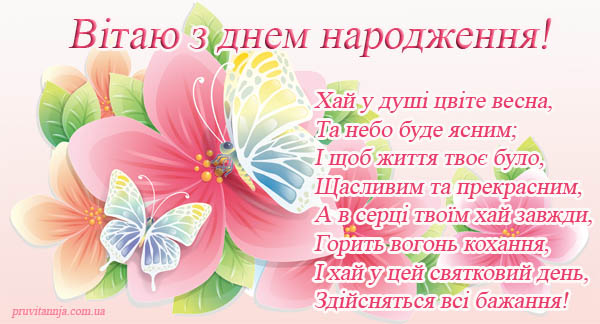 Вітаю з днем народження!
Хай у душі цвіте весна,
Та небо буде ясним;
І щоб життя твоє було,
Щасливим та прекрасним,
А в серці твоїм хай завжди,
Горить вогонь кохання,
І хай у цей святковий день,
Здійсняться всі бажання!
pruvitannja.com.ua